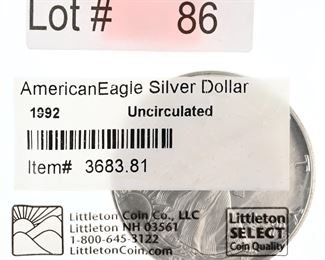 Lot # 86
AmericanEagle Silver Dollar
1992 Uncirculated
Item# 3683.81
Littleton Coin Co., LLC
Littleton NH 03561
1-800-645-3122
LittletonCoin.com
Littleton
SELECT
Coin Quality